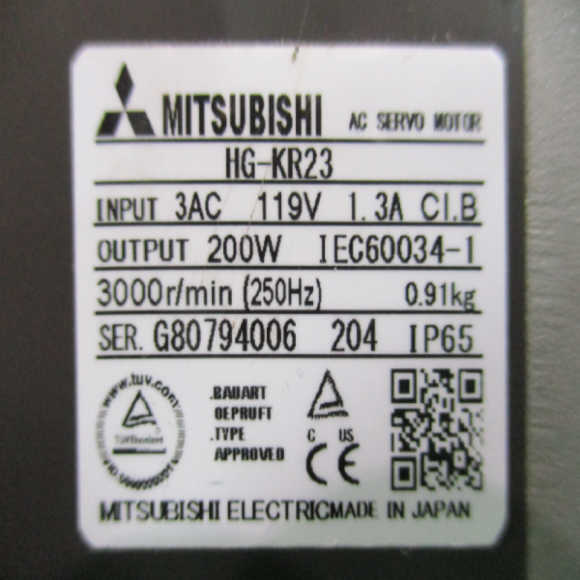 MITSUBISHI AC SERVO MOTOR
HG-KR23
INPUT 3AC 119V 1.3A CI.B
OUTPUT 200W IEC60034-1
3000r/min (250Hz) 0.91kg
SER. G80794006 204 IP65
www.tuv.com
.BAUART
GEPRUFT
.TYPE
APPROVED
C US
CE
MITSUBISHI ELECTRIC MADE IN JAPAN